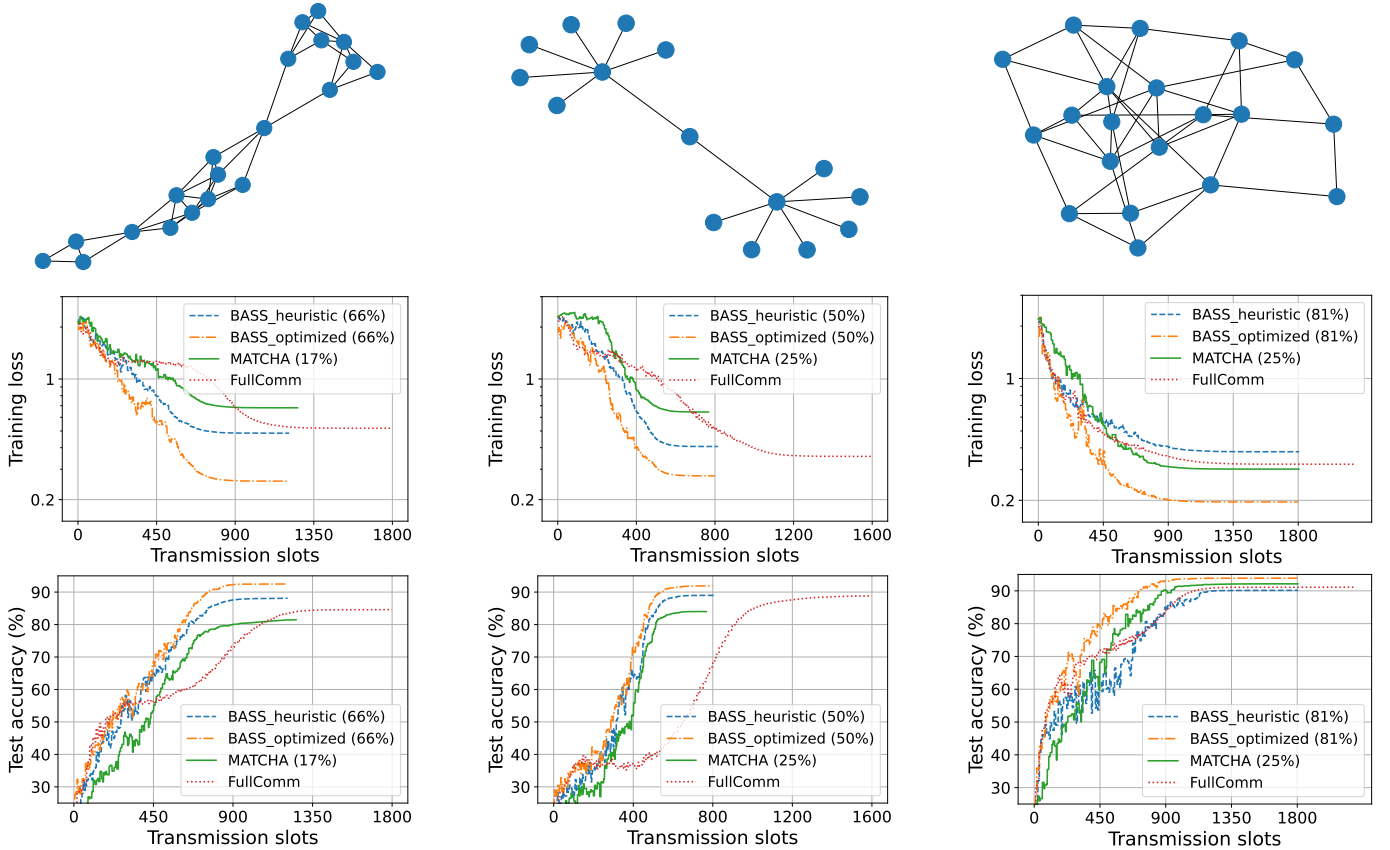 Training loss
1
0.2
BASS_heuristic (66%)
BASS_optimized (66%)
MATCHA (17%)
FullComm
0 450 900 1350 1800
Transmission slots
Training loss
1
0.2
BASS_heuristic (50%)
BASS_optimized (50%)
MATCHA (25%)
FullComm
0 400 800 1200 1600
Transmission slots
Training loss
1
0.2
BASS_heuristic (81%)
BASS_optimized (81%)
MATCHA (25%)
FullComm
0 450 900 1350 1800
Transmission slots
Test accuracy (%)
90
80
70
60
50
40
30
BASS_heuristic (66%)
BASS_optimized (66%)
MATCHA (17%)
FullComm
0 450 900 1350 1800
Transmission slots
Test accuracy (%)
90
80
70
60
50
40
30
BASS_heuristic (50%)
BASS_optimized (50%)
MATCHA (25%)
FullComm
0 400 800 1200 1600
Transmission slots
Test accuracy (%)
90
80
70
60
50
40
30
BASS_heuristic (81%)
BASS_optimized (81%)
MATCHA (25%)
FullComm
0 450 900 1350 1800
Transmission slots